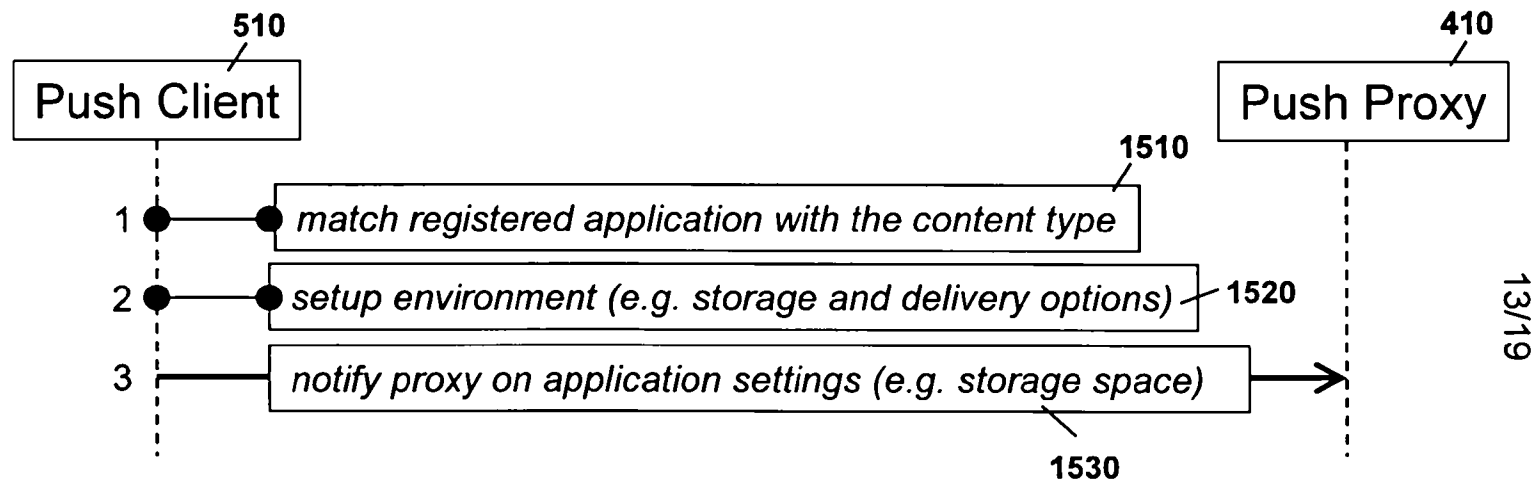 510
410
Push Client
Push Proxy
1510
1 match registered application with the content type
2 setup environment (e.g. storage and delivery options) 1520
3 notify proxy on application settings (e.g. storage space)
1530
13/19